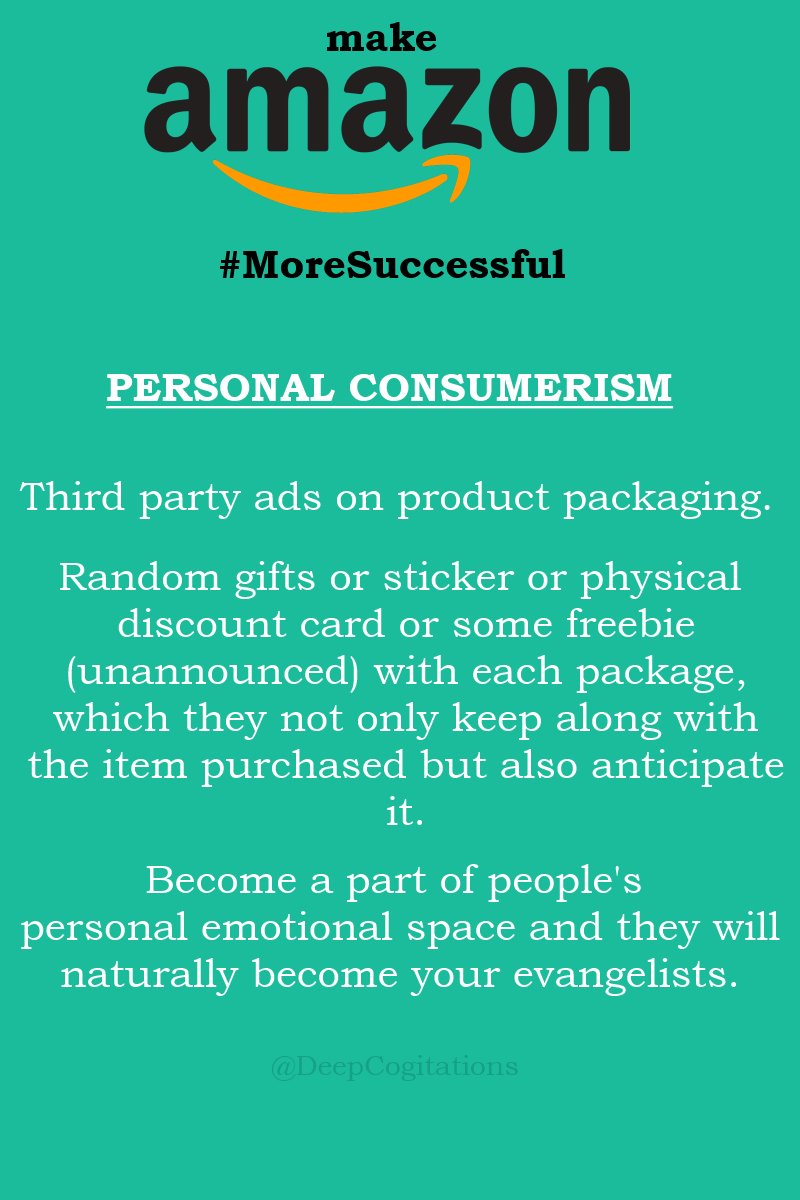 make
amazon
#MoreSuccessful
PERSONAL CONSUMERISM
Third party ads on product packaging.
Random gifts or sticker or physical
discount card or some freebie
(unannounced) with each package,
which they not only keep along with
the item purchased but also anticipate
it.
Become a part of people's
personal emotional space and they will
naturally become your evangelists.
@DeepCogitations